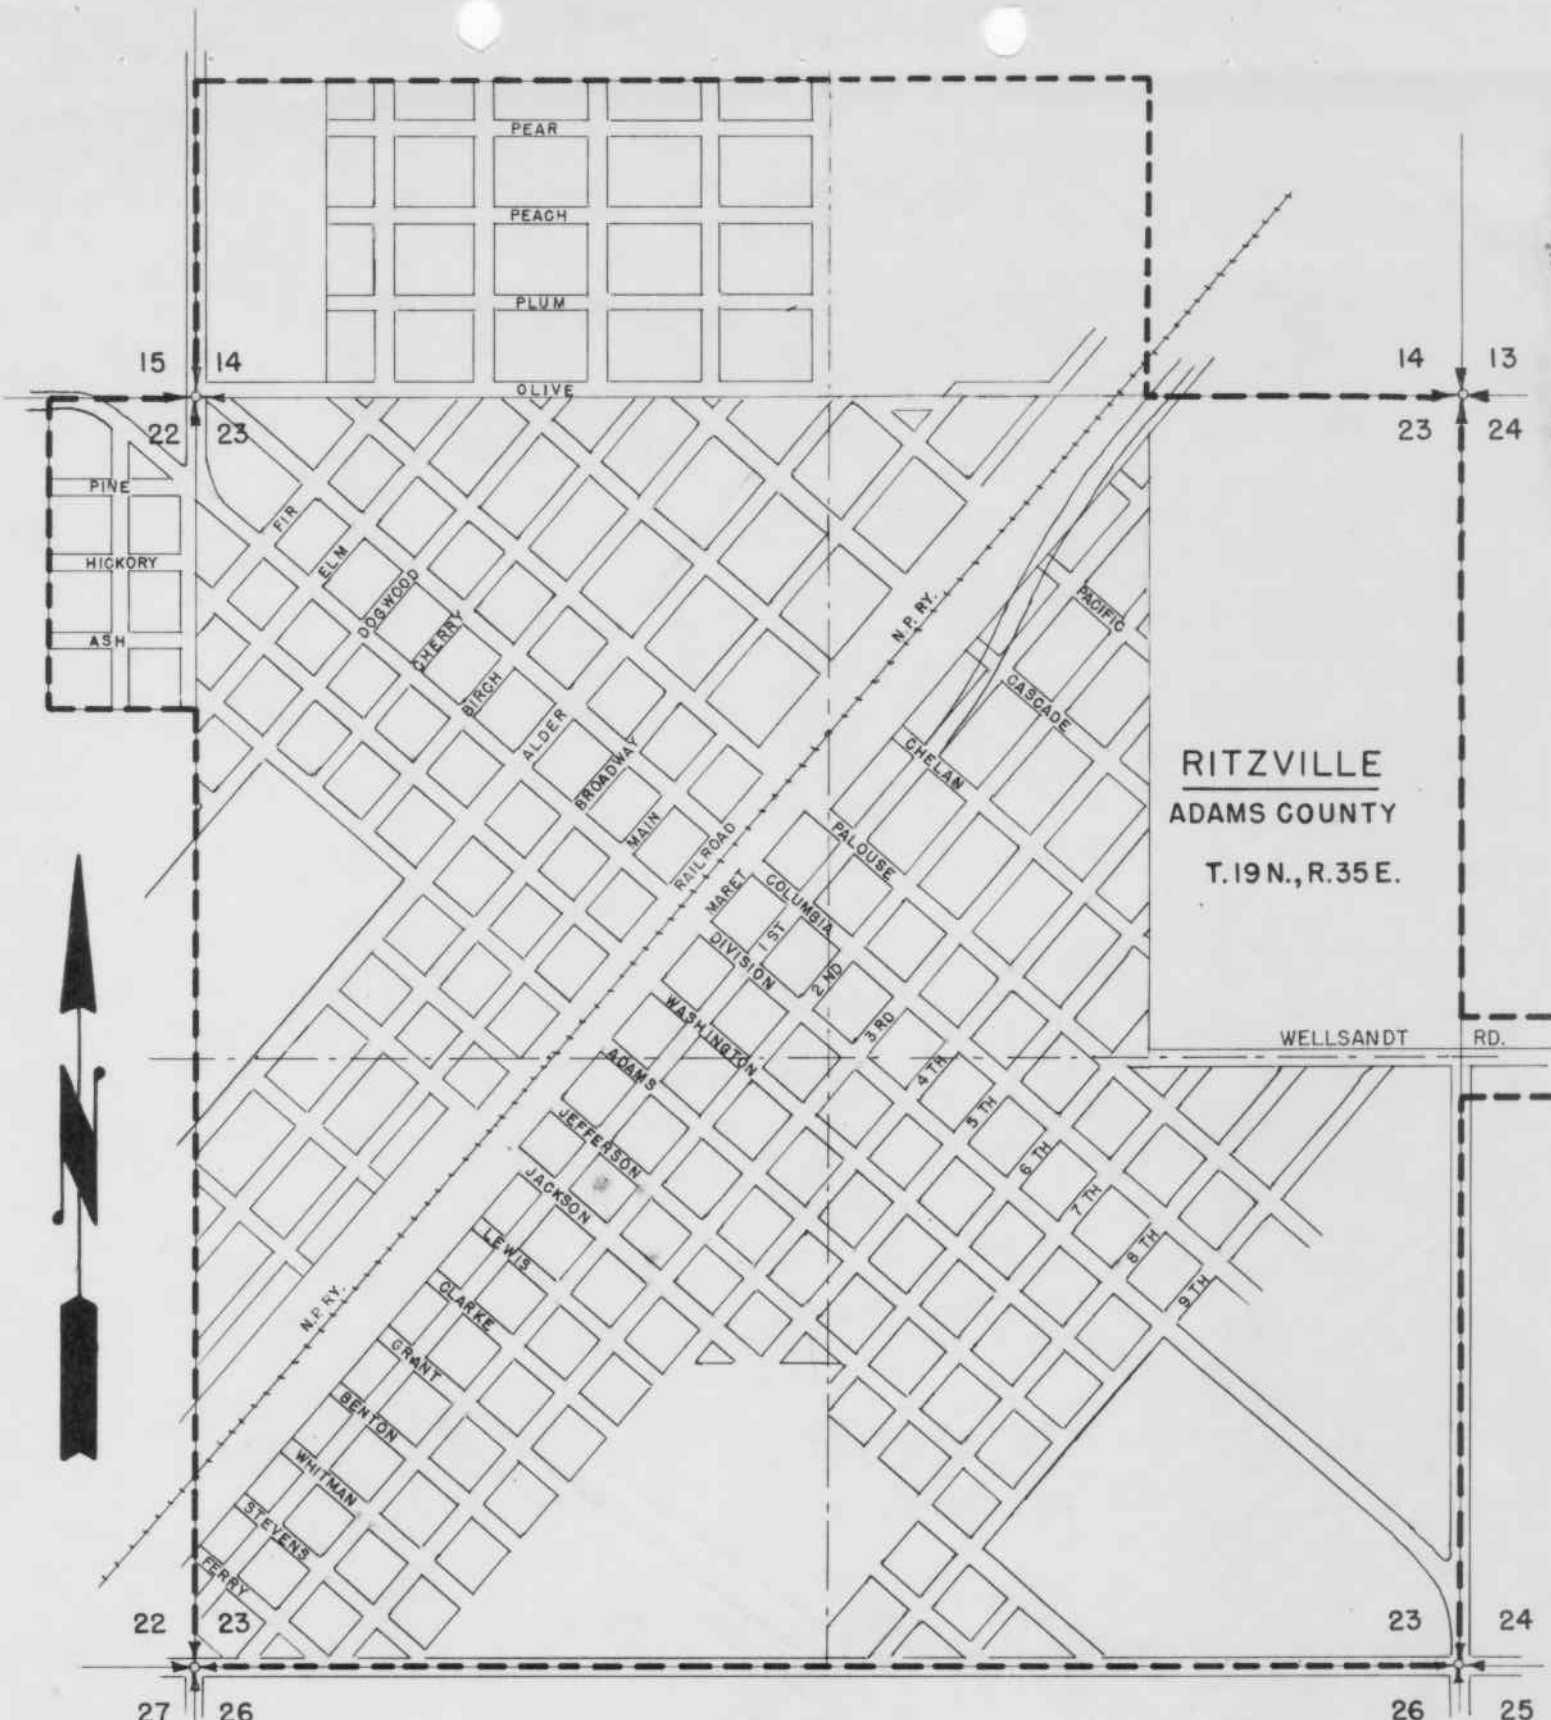 PEAR
PEACH
PLUM
15 14
14 13
OLIVE
22 23
23 24
PINE
FIR
ELM
HICKORY
DOGWOOD
N.P. RY.
PACIFIC
CHERRY
ASH
BIRCH
CASCADE
ALDER
BROADWAY
CHELAN
RITZVILLE
ADAMS COUNTY
T. 19 N., R. 35 E.
MAIN
RAILROAD
PALOUSE
MARET
COLUMBIA
1 ST
DIVISION
2 ND
WASHINGTON
3 RD
WELLSANDT RD.
ADAMS
4 TH
N
JEFFERSON
5 TH
6 TH
JACKSON
7 TH
LEWIS
8 TH
CLARKE
9 TH
N.P. RY.
GRANT
BENTON
WHITMAN
STEVENS
FERRY
22 23
23 24
27 26
26 25